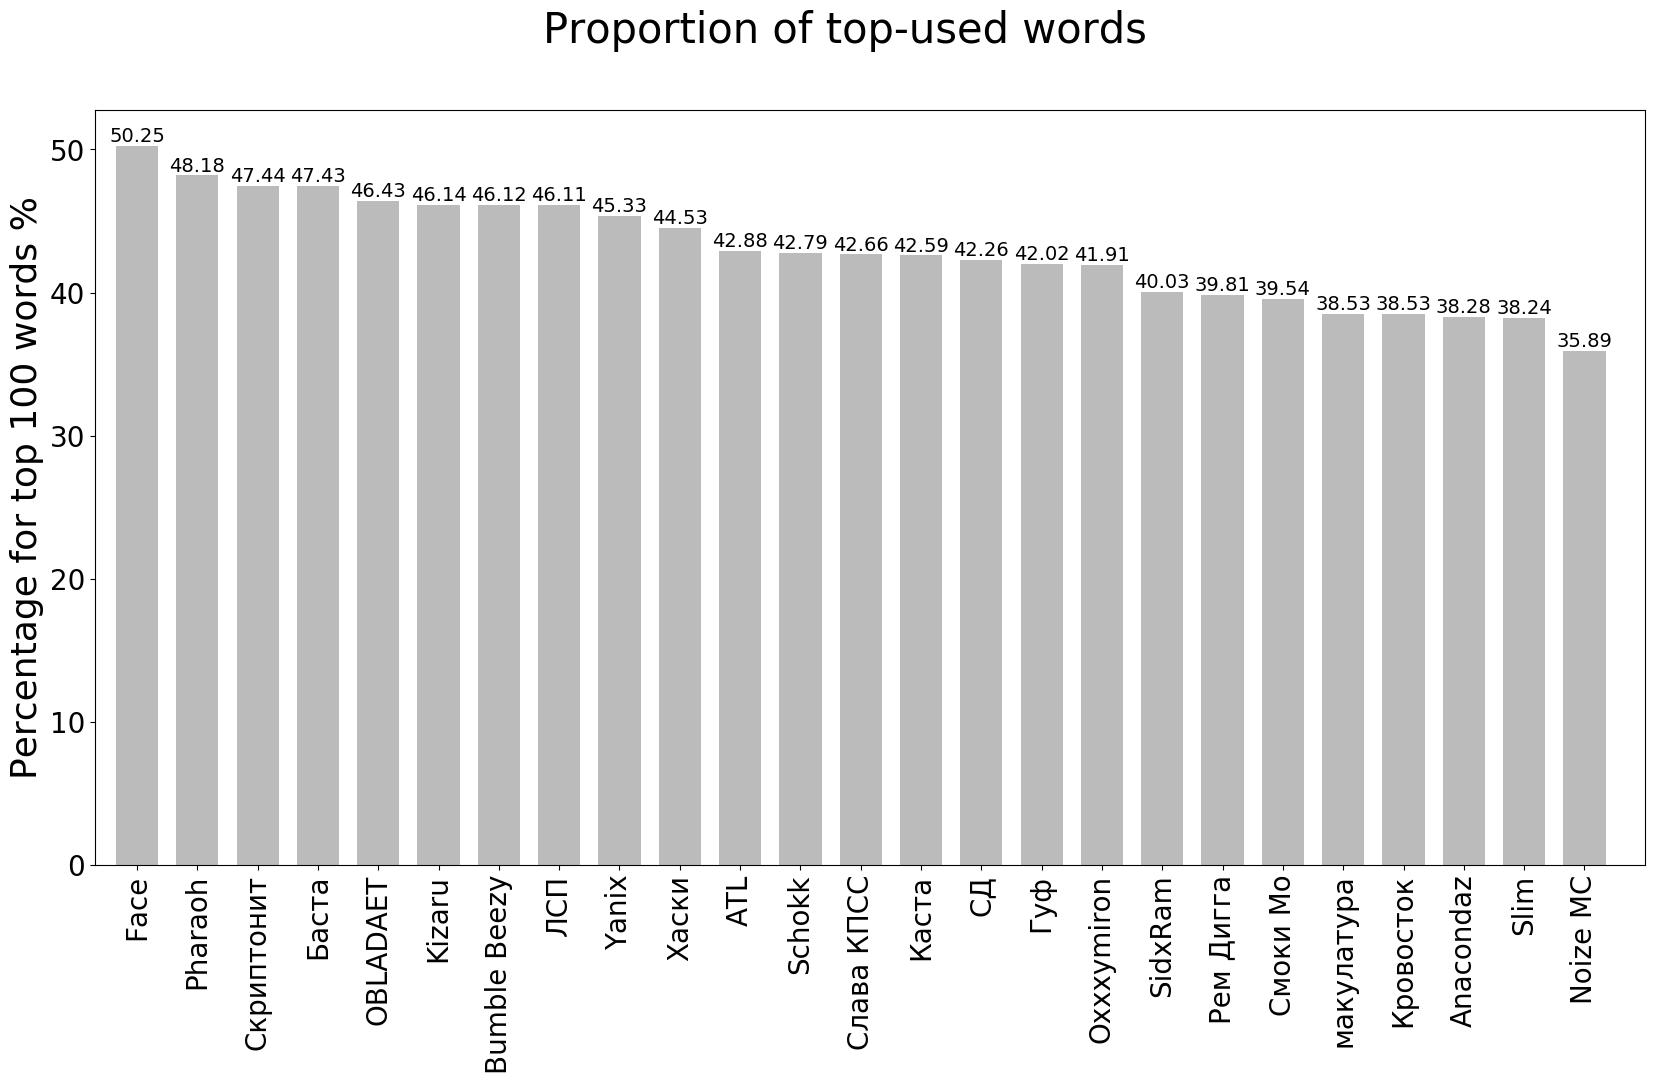 Proportion of top-used words
Percentage for top 100 words %
50
40
30
20
10
0
50.25
48.18
47.44
47.43
46.43
46.14
46.12
46.11
45.33
44.53
42.88
42.79
42.66
42.59
42.26
42.02
41.91
40.03
39.81
39.54
38.53
38.53
38.28
38.24
35.89
Face
Pharaoh
Скриптонит
Баста
OBLADAET
Kizaru
Bumble Beezy
ЛСП
Yanix
Хаски
ATL
Schokk
Слава КПСС
Каста
СД
Гуф
Oxxxymiron
SidxRam
Рем Дигга
Смоки Мо
макулатура
Кровосток
Anacondaz
Slim
Noize MC